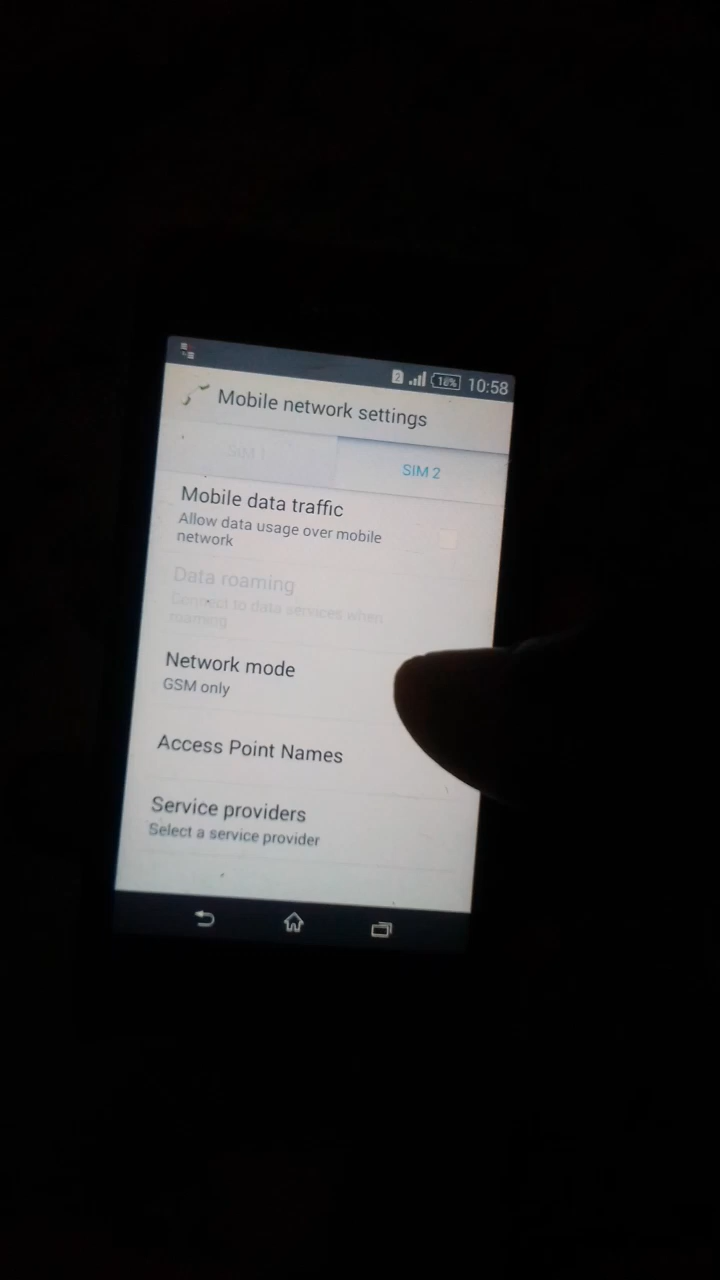 2 18% 10:58
Mobile network settings
SIM 1 SIM 2
Mobile data traffic
Allow data usage over mobile
network
Data roaming
Connect to data services when
roaming
Network mode
GSM only
Access Point Names
Service providers
Select a service provider